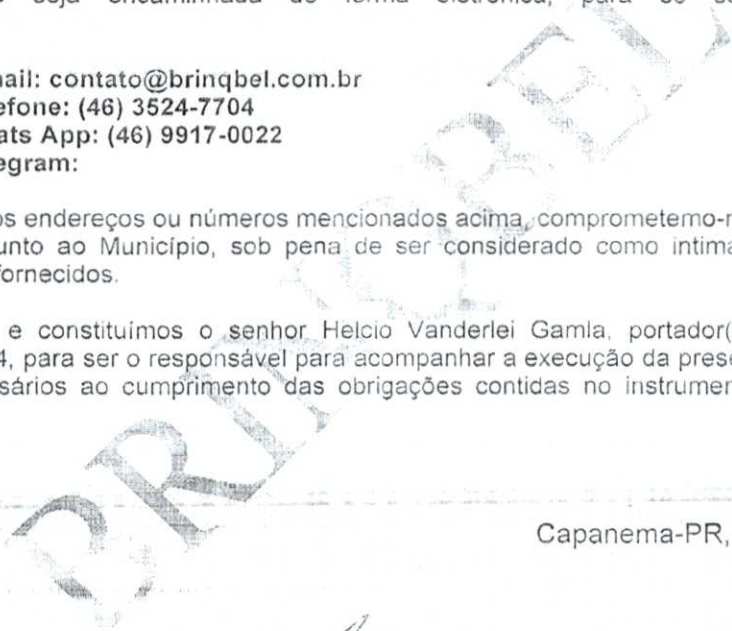 seja encaminhada de forma eletrônica, para
ail: contato@brinqbel.com.br
efone: (46) 3524-7704
ats App: (46) 9917-0022
egram:
os endereços ou números mencionados acima, comprometemo-
unto ao Município, sob pena de ser considerado como intima
fornecidos.
e constituímos o senhor Helcio Vanderlei Gamla, portador(
4, para ser o responsável para acompanhar a execução da prese
sários ao cumprimento das obrigações contidas no instrumen
Capanema-PR,
BRINQBEL